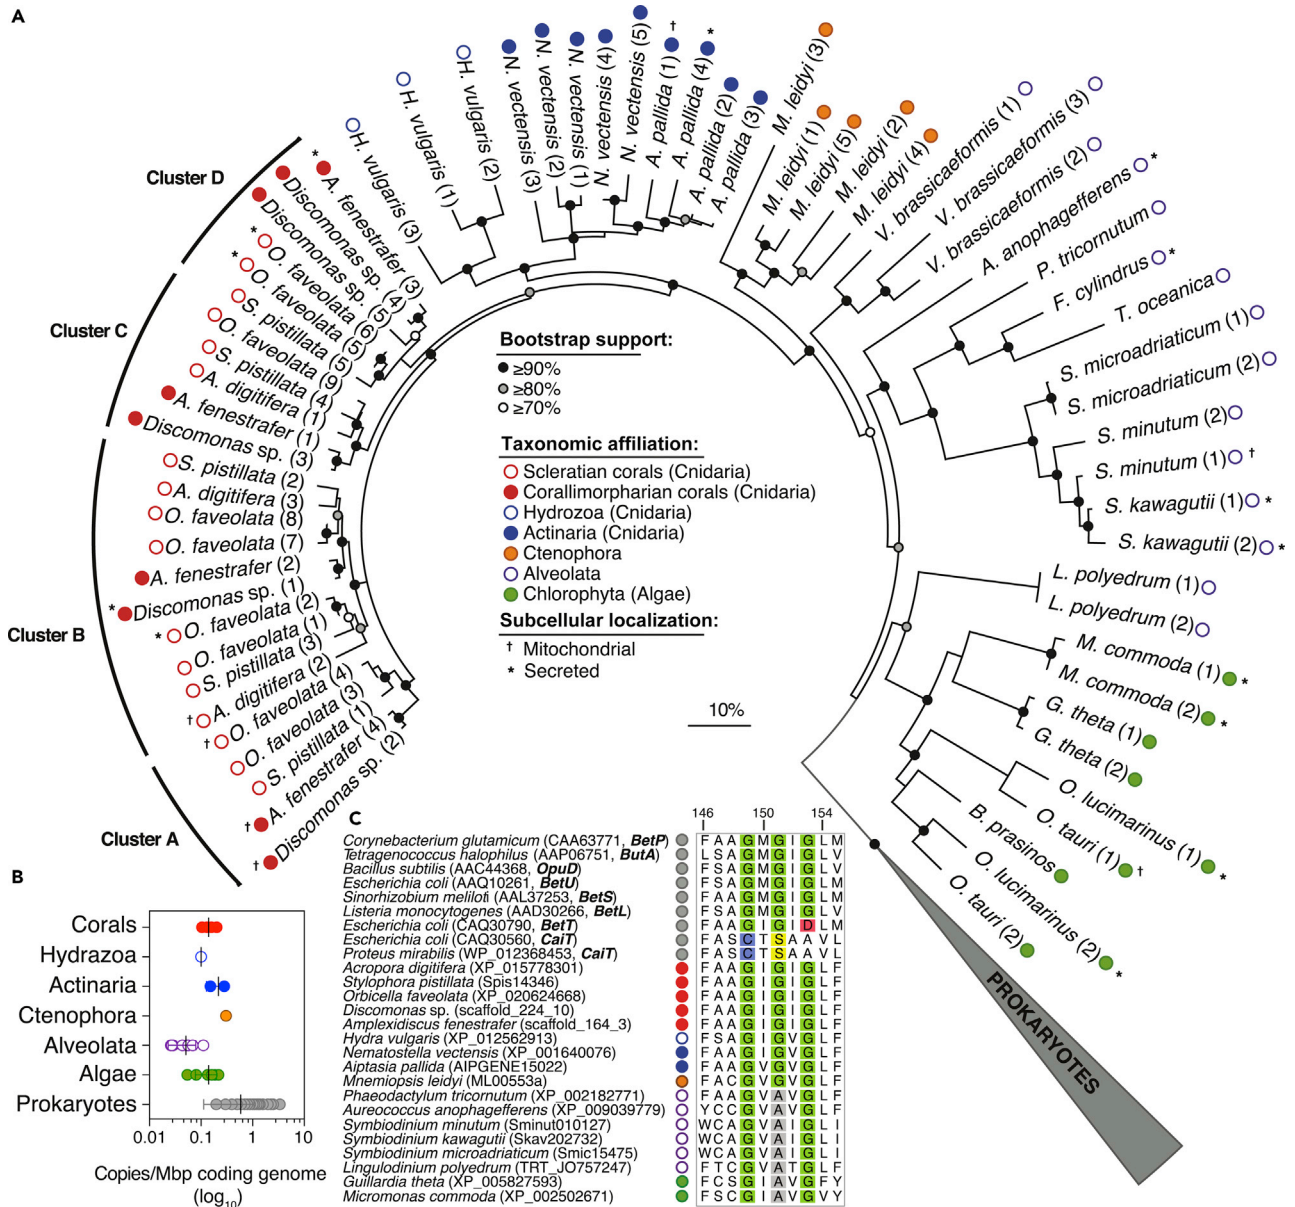 A
H. vulgaris (3)
H. vulgaris (1)
H. vulgaris (2)
N. vectensis (3)
N. vectensis (2)
N. vectensis (1)
N. vectensis (4)
N. vectensis (5)
A. pallida (1) †
A. pallida (4) *
A. pallida (2)
A. pallida (3)
M. leidyi (3)
M. leidyi (1)
M. leidyi (5)
M. leidyi (2)
M. leidyi (4)
V. brassicaeformis (1)
V. brassicaeformis (3)
V. brassicaeformis (2)
A. anophagefferens *
P. tricornutum
F. cylindrus *
T. oceanica
S. microadriaticum (1)
S. microadriaticum (2)
S. minutum (2)
S. minutum (1) †
S. kawagutii (1) *
S. kawagutii (2) *
L. polyedrum (1)
L. polyedrum (2)
M. commoda (1) *
M. commoda (2) *
G. theta (1)
G. theta (2)
O. lucimarinus (1) *
O. tauri (1) †
B. prasinos
O. lucimarinus (2) *
O. tauri (2)
PROKARYOTES
Cluster D
Cluster C
Cluster B
Cluster A
* A. fenestrafer (3)
Discomonas sp. (4)
Discomonas sp. (5)
* O. faveolata (6)
* O. faveolata (5)
S. pistillata (5)
O. faveolata (9)
S. pistillata (4)
A. digitifera (1)
A. fenestrafer (1)
Discomonas sp. (3)
S. pistillata (2)
A. digitifera (3)
O. faveolata (8)
O. faveolata (7)
A. fenestrafer (2)
* Discomonas sp. (1)
* O. faveolata (2)
O. faveolata (1)
S. pistillata (3)
† A. digitifera (2)
† O. faveolata (4)
O. faveolata (3)
S. pistillata (1)
† A. fenestrafer (4)
† Discomonas sp. (2)
Bootstrap support:
≥90%
≥80%
≥70%
Taxonomic affiliation:
Scleratian corals (Cnidaria)
Corallimorpharian corals (Cnidaria)
Hydrozoa (Cnidaria)
Actinaria (Cnidaria)
Ctenophora
Alveolata
Chlorophyta (Algae)
Subcellular localization:
† Mitochondrial
* Secreted
10%
B
Corals
Hydrazoa
Actinaria
Ctenophora
Alveolata
Algae
Prokaryotes
0.01 0.1 1 10
Copies/Mbp coding genome
(log10)
C
146 150 154
Corynebacterium glutamicum (CAA63771, BetP) F A A G M G I G L M
Tetragenococcus halophilus (AAP06751, ButA) L S A G M G I G L V
Bacillus subtilis (AAC44368, OpuD) F S A G M G I G L V
Escherichia coli (AAQ10261, BetU) F S A G M G I G L M
Sinorhizobium meliloti (AAL37253, BetS) F A A G M G I G L M
Listeria monocytogenes (AAD30266, BetL) F S A G M G I G L V
Escherichia coli (CAQ30790, BetT) F A A G I G I D L M
Escherichia coli (CAQ30560, CaiT) F A S C T S A A V L
Proteus mirabilis (WP_012368453, CaiT) F A S C T S A A V L
Acropora digitifera (XP_015778301) F A A G I G I G L F
Stylophora pistillata (Spis14346) F A A G I G I G L F
Orbicella faveolata (XP_020624668) F A A G I G I G L F
Discomonas sp. (scaffold_224_10) F A A G I G I G L F
Amplexidiscus fenestrafer (scaffold_164_3) F A A G I G I G L F
Hydra vulgaris (XP_012562913) F S A G I G V G L F
Nematostella vectensis (XP_001640076) F A A G I G V G L F
Aiptasia pallida (AIPGENE15022) F A A G V G V G L F
Mnemiopsis leidyi (ML00553a) F A C G V G V G L F
Phaeodactylum tricornutum (XP_002182771) F A A G V A V G L F
Aureococcus anophagefferens (XP_009039779) Y C C G V A V G L F
Symbiodinium minutum (Sminut010127) W C A G V A I G L I
Symbiodinium kawagutii (Skav202732) W C A G V A I G L I
Symbiodinium microadriaticum (Smic15475) W C A G V A I G L I
Lingulodinium polyedrum (TRT_JO757247) F T C G V A T G L F
Guillardia theta (XP_005827593) F C S G I A V G F Y
Micromonas commoda (XP_002502671) F S C G I A V G V Y